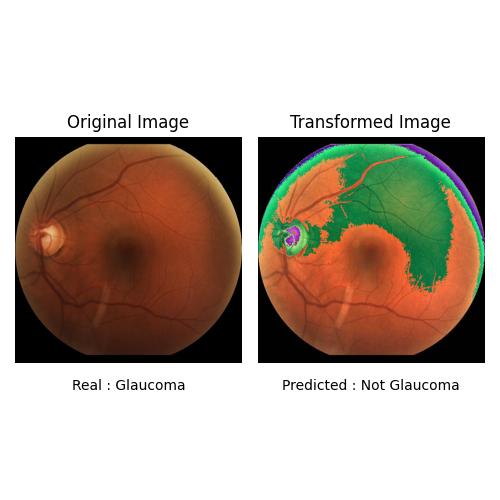 Original Image
Transformed Image
Real : Glaucoma
Predicted : Not Glaucoma